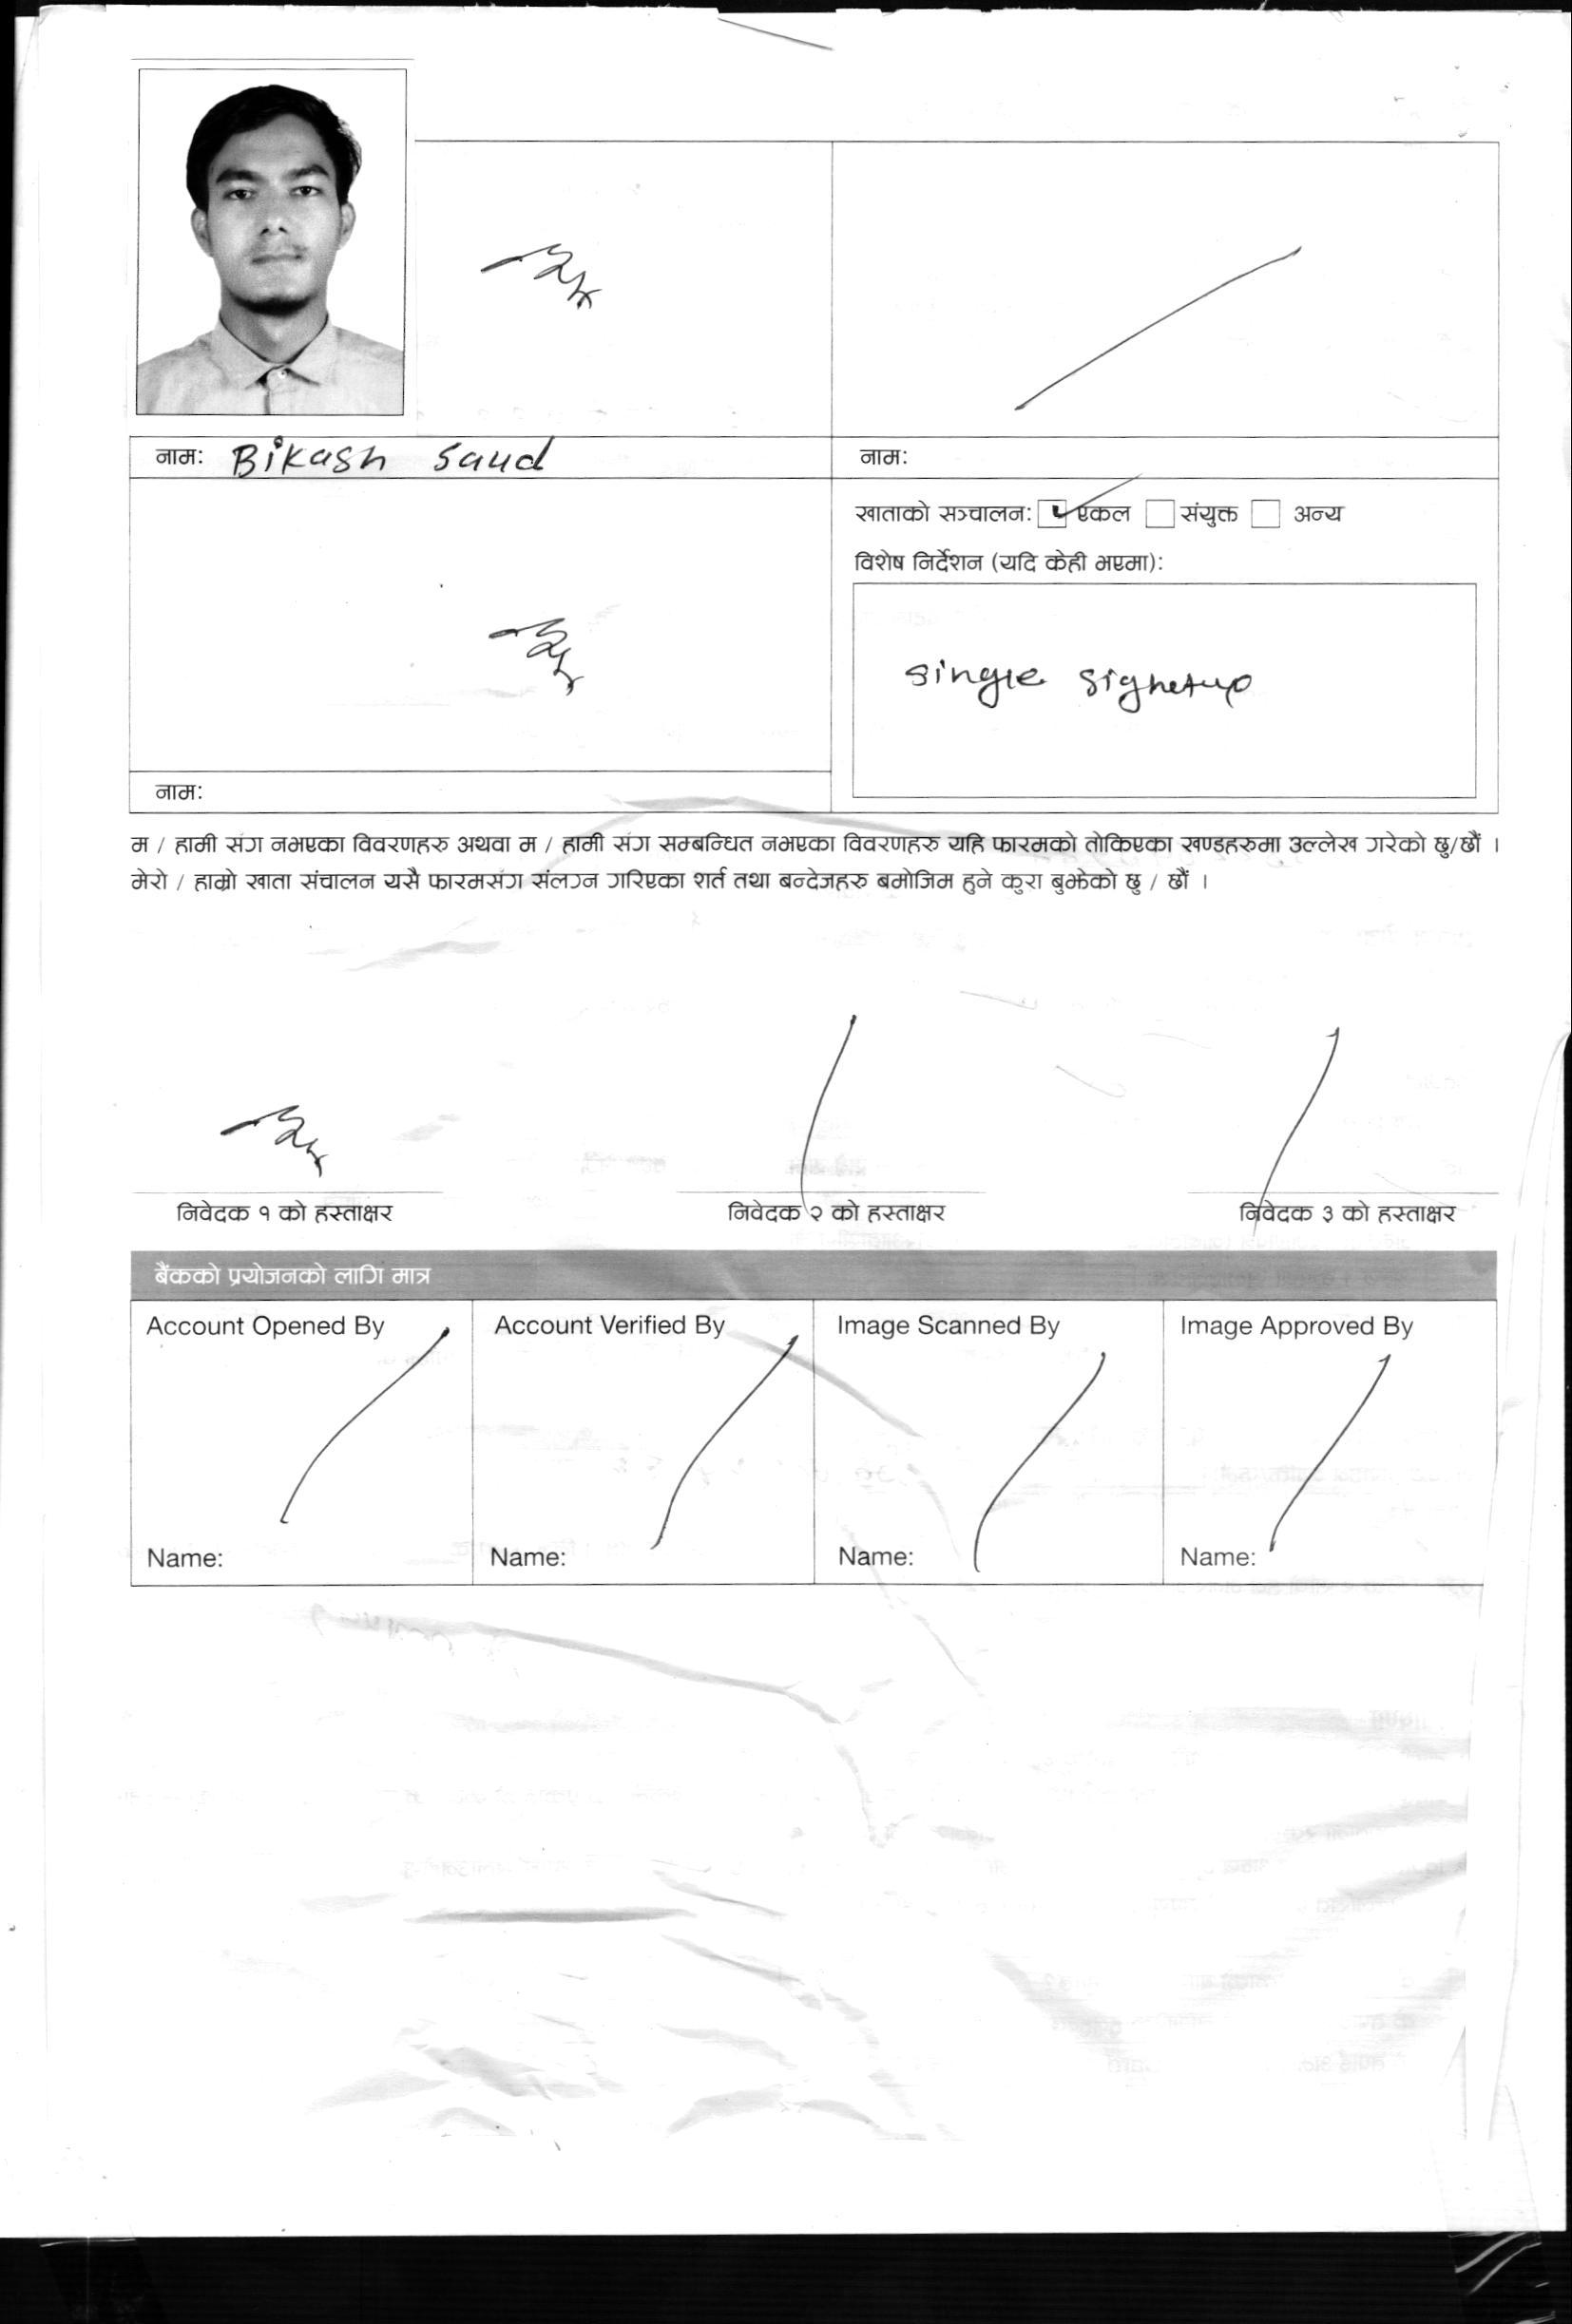 नाम: Bikash Saud
नाम:
खाताको सञ्चालन: एकल संयुक्त अन्य
विशेष निर्देशन (यदि केही भएमा):
single
नाम:
म / हामी संग नभएका विवरणहरु अथवा म / हामी संग सम्बन्धित नभएका विवरणहरु यहि फारमको तोकिएका खण्डहरुमा उल्लेख गरेको छु/छौं ।
मेरो / हाम्रो खाता संचालन यसै फारमसंग संलग्न गरिएका शर्त तथा बन्देजहरु बमोजिम हुने कुरा बुझेको छु / छौं ।
निवेदक १ को हस्ताक्षर
निवेदक २ को हस्ताक्षर
निवेदक ३ को हस्ताक्षर
बैंकको प्रयोजनको लागि मात्र
Account Opened By
Account Verified By
Image Scanned By
Image Approved By
Name:
Name:
Name:
Name: